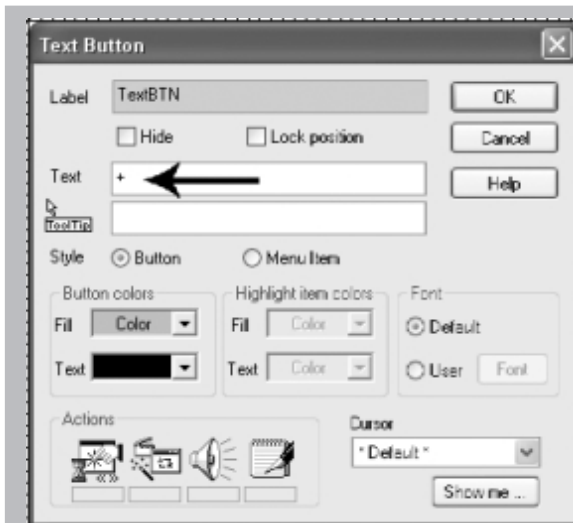 Text Button
Label TextBTN OK
Hide Lock position Cancel
Text + Help
ToolTip
Style Button Menu Item
Button colors Highlight item colors Font
Fill Color Fill Color Default
Text Text Color User Font
Actions Cursor
*Default*
Show me ...